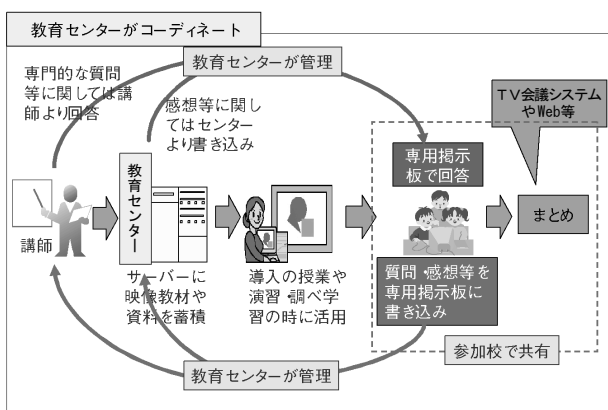 教育センターがコーディネート
教育センターが管理
専門的な質問
等に関しては講
師より回答
感想等に関し
てはセンター
より書き込み
TV会議システム
やWeb等
専用掲示
板で回答
教育センター
講師
まとめ
サーバーに
映像教材や
資料を蓄積
導入の授業や
演習・調べ学
習の時に活用
質問・感想等を
専用掲示板に
書き込み
参加校で共有
教育センターが管理